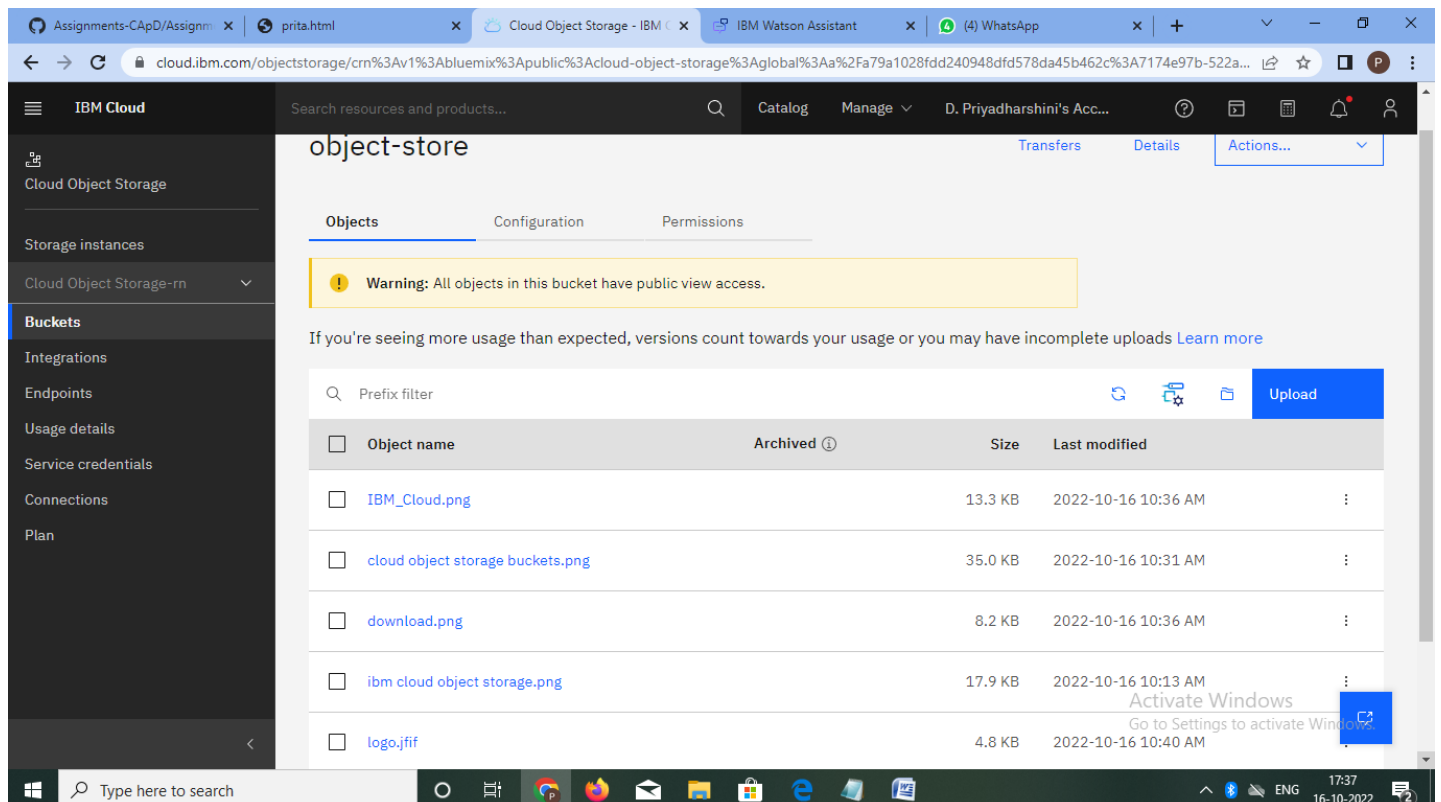 Assignments-CApD/Assignm
prita.html
Cloud Object Storage - IBM C
IBM Watson Assistant
(4) WhatsApp
cloud.ibm.com/objectstorage/crn%3Av1%3Abluemix%3Apublic%3Acloud-object-storage%3Aglobal%3Aa%2Fa79a1028fdd240948dfd578da45b462c%3A7174e97b-522a...
P
IBM Cloud
Search resources and products...
Catalog
Manage
D. Priyadharshini's Acc...
Cloud Object Storage
Storage instances
Cloud Object Storage-rn
Buckets
Integrations
Endpoints
Usage details
Service credentials
Connections
Plan
object-store
Transfers
Details
Actions...
Objects
Configuration
Permissions
Warning: All objects in this bucket have public view access.
If you're seeing more usage than expected, versions count towards your usage or you may have incomplete uploads Learn more
Prefix filter
Upload
Object name Archived Size Last modified
IBM_Cloud.png 13.3 KB 2022-10-16 10:36 AM
cloud object storage buckets.png 35.0 KB 2022-10-16 10:31 AM
download.png 8.2 KB 2022-10-16 10:36 AM
ibm cloud object storage.png 17.9 KB 2022-10-16 10:13 AM
logo.jfif 4.8 KB 2022-10-16 10:40 AM
Activate Windows
Go to Settings to activate Windows.
Type here to search
ENG
17:37
16-10-2022
2